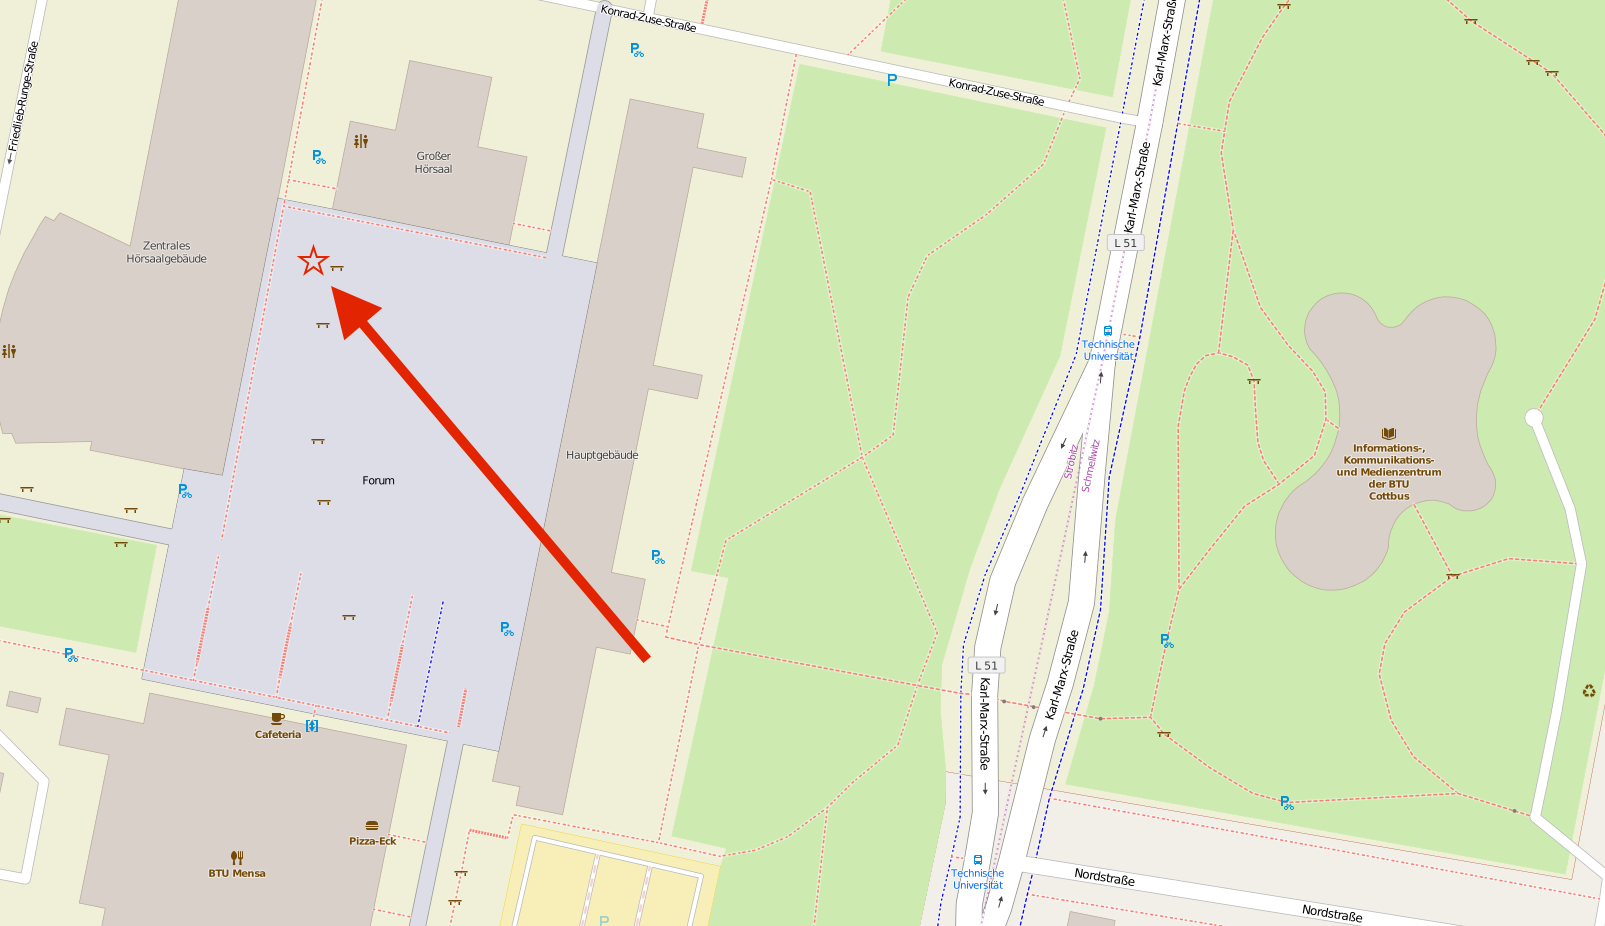 Konrad-Zuse-Straße
Karl-Marx-Straße
Friedlieb-Runge-Straße
P
P
Konrad-Zuse-Straße
P
Großer
Hörsaal
Karl-Marx-Straße
Zentrales
Hörsaalgebäude
L 51
Technische
Universität
Hauptgebäude
Forum
Ströbitz
Schmellwitz
Informations-,
Kommunikations-
und Medienzentrum
der BTU
Cottbus
P
P
P
P
P
L 51
Karl-Marx-Straße
Karl-Marx-Straße
Cafeteria
P
Pizza-Eck
BTU Mensa
Technische
Universität
Nordstraße
Nordstraße
P